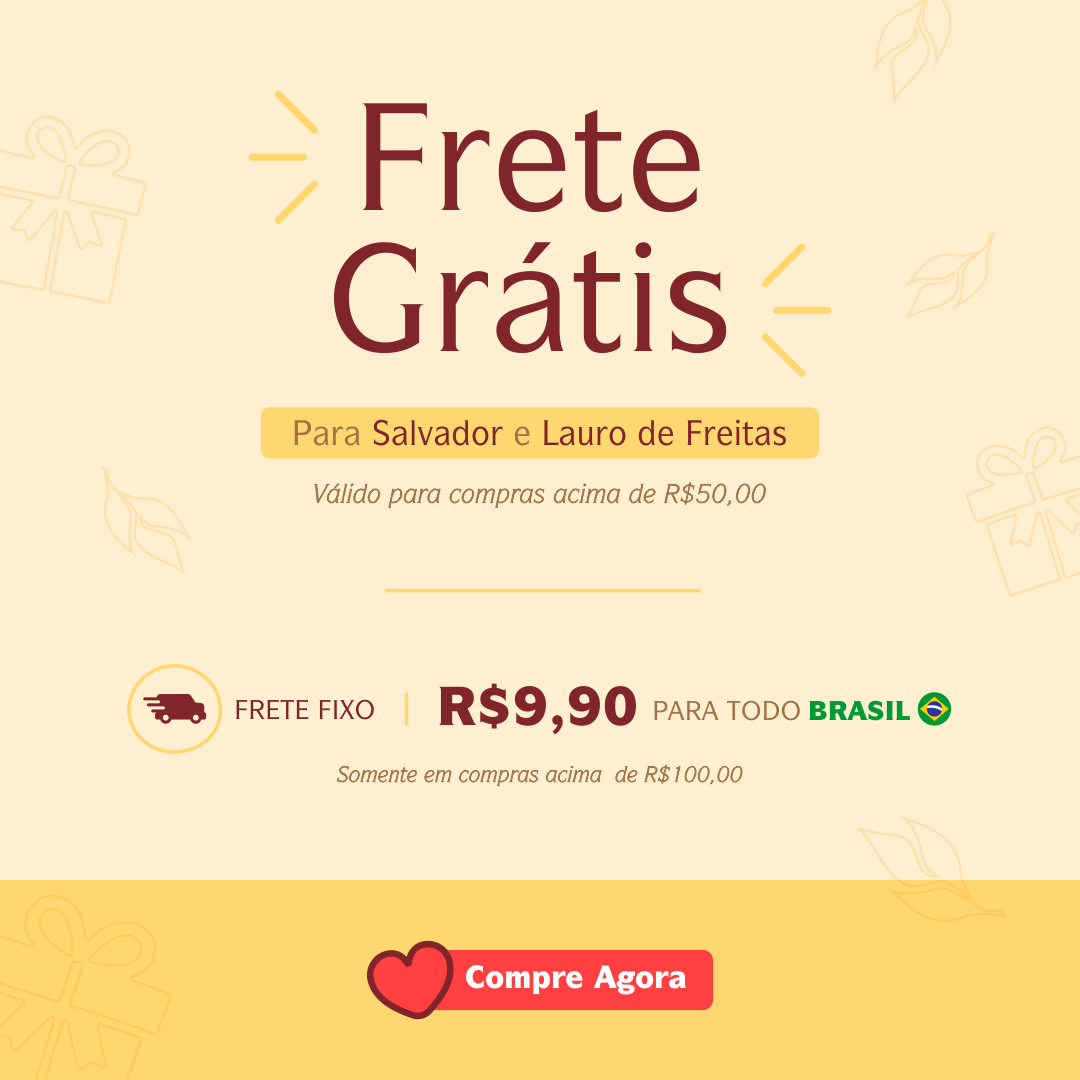 Frete
Grátis
Para Salvador e Lauro de Freitas
Válido para compras acima de R$50,00
FRETE FIXO | R$9,90 PARA TODO BRASIL
Somente em compras acima de R$100,00
Compre Agora